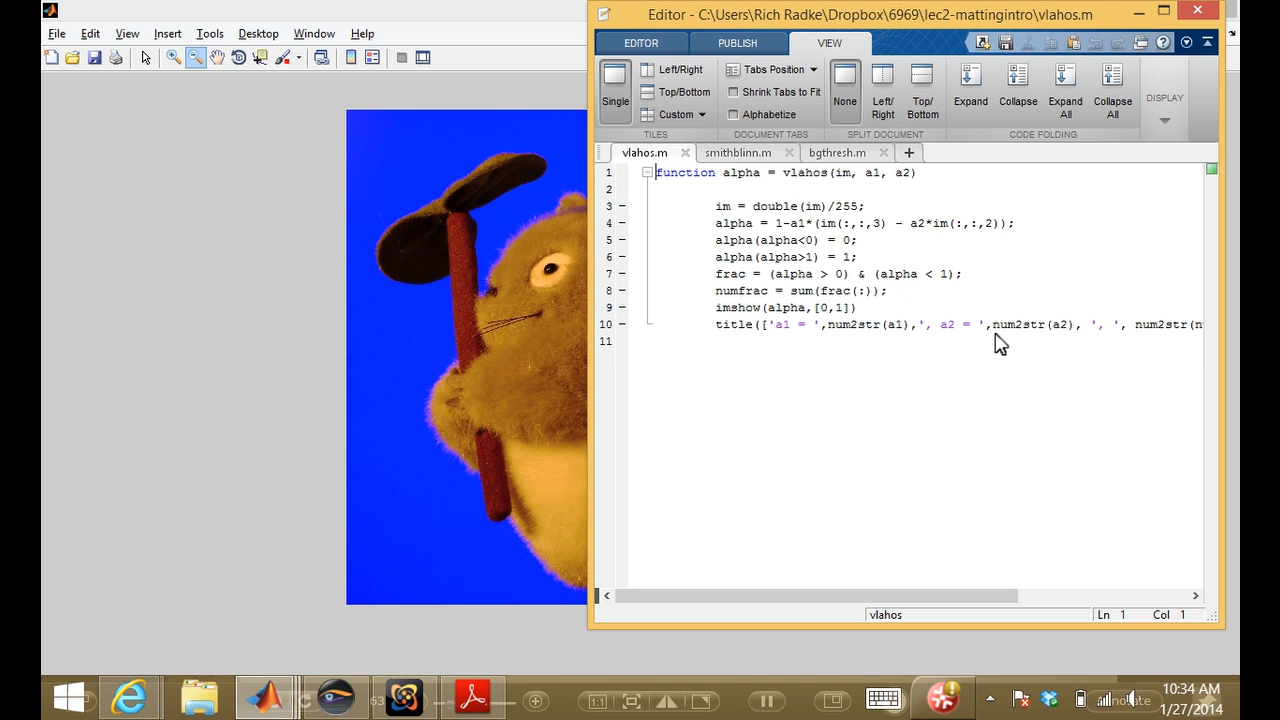 File Edit View Insert Tools Desktop Window Help
Editor - C:\Users\Rich Radke\Dropbox\6969\lec2-mattingintro\vlahos.m
EDITOR PUBLISH VIEW
Single
Left/Right
Top/Bottom
Custom
TILES
Tabs Position
Shrink Tabs to Fit
Alphabetize
DOCUMENT TABS
None
Left/
Right
Top/
Bottom
SPLIT DOCUMENT
Expand
Collapse
Expand
All
Collapse
All
CODE FOLDING
DISPLAY
vlahos.m smithblinn.m bgthresh.m
1 function alpha = vlahos(im, a1, a2)
2
3 im = double(im)/255;
4 alpha = 1-a1*(im(:,:,3) - a2*im(:,:,2));
5 alpha(alpha<0) = 0;
6 alpha(alpha>1) = 1;
7 frac = (alpha > 0) & (alpha < 1);
8 numfrac = sum(frac(:));
9 imshow(alpha,[0,1])
10 title(['a1 = ',num2str(a1),', a2 = ',num2str(a2), ', ', num2str(n
11
vlahos Ln 1 Col 1
10:34 AM
1/27/2014